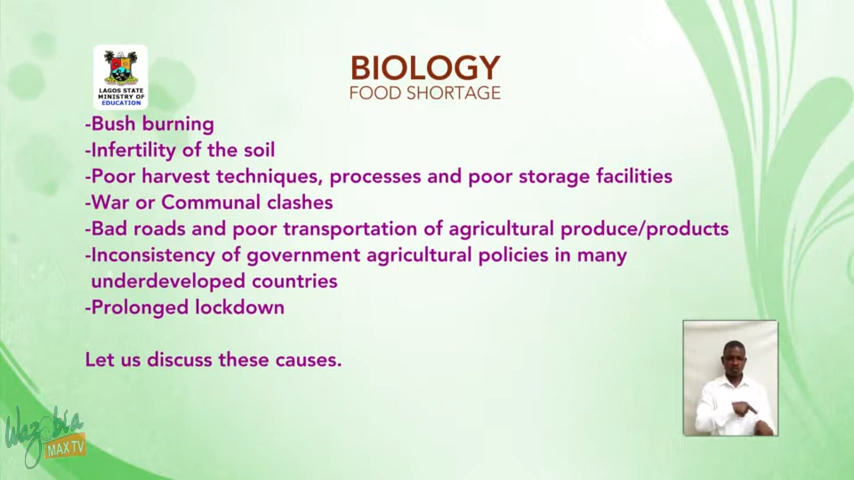 LAGOS STATE
MINISTRY OF
EDUCATION
BIOLOGY
FOOD SHORTAGE
-Bush burning
-Infertility of the soil
-Poor harvest techniques, processes and poor storage facilities
-War or Communal clashes
-Bad roads and poor transportation of agricultural produce/products
-Inconsistency of government agricultural policies in many
underdeveloped countries
-Prolonged lockdown
Let us discuss these causes.
Wazobia
MAX TV